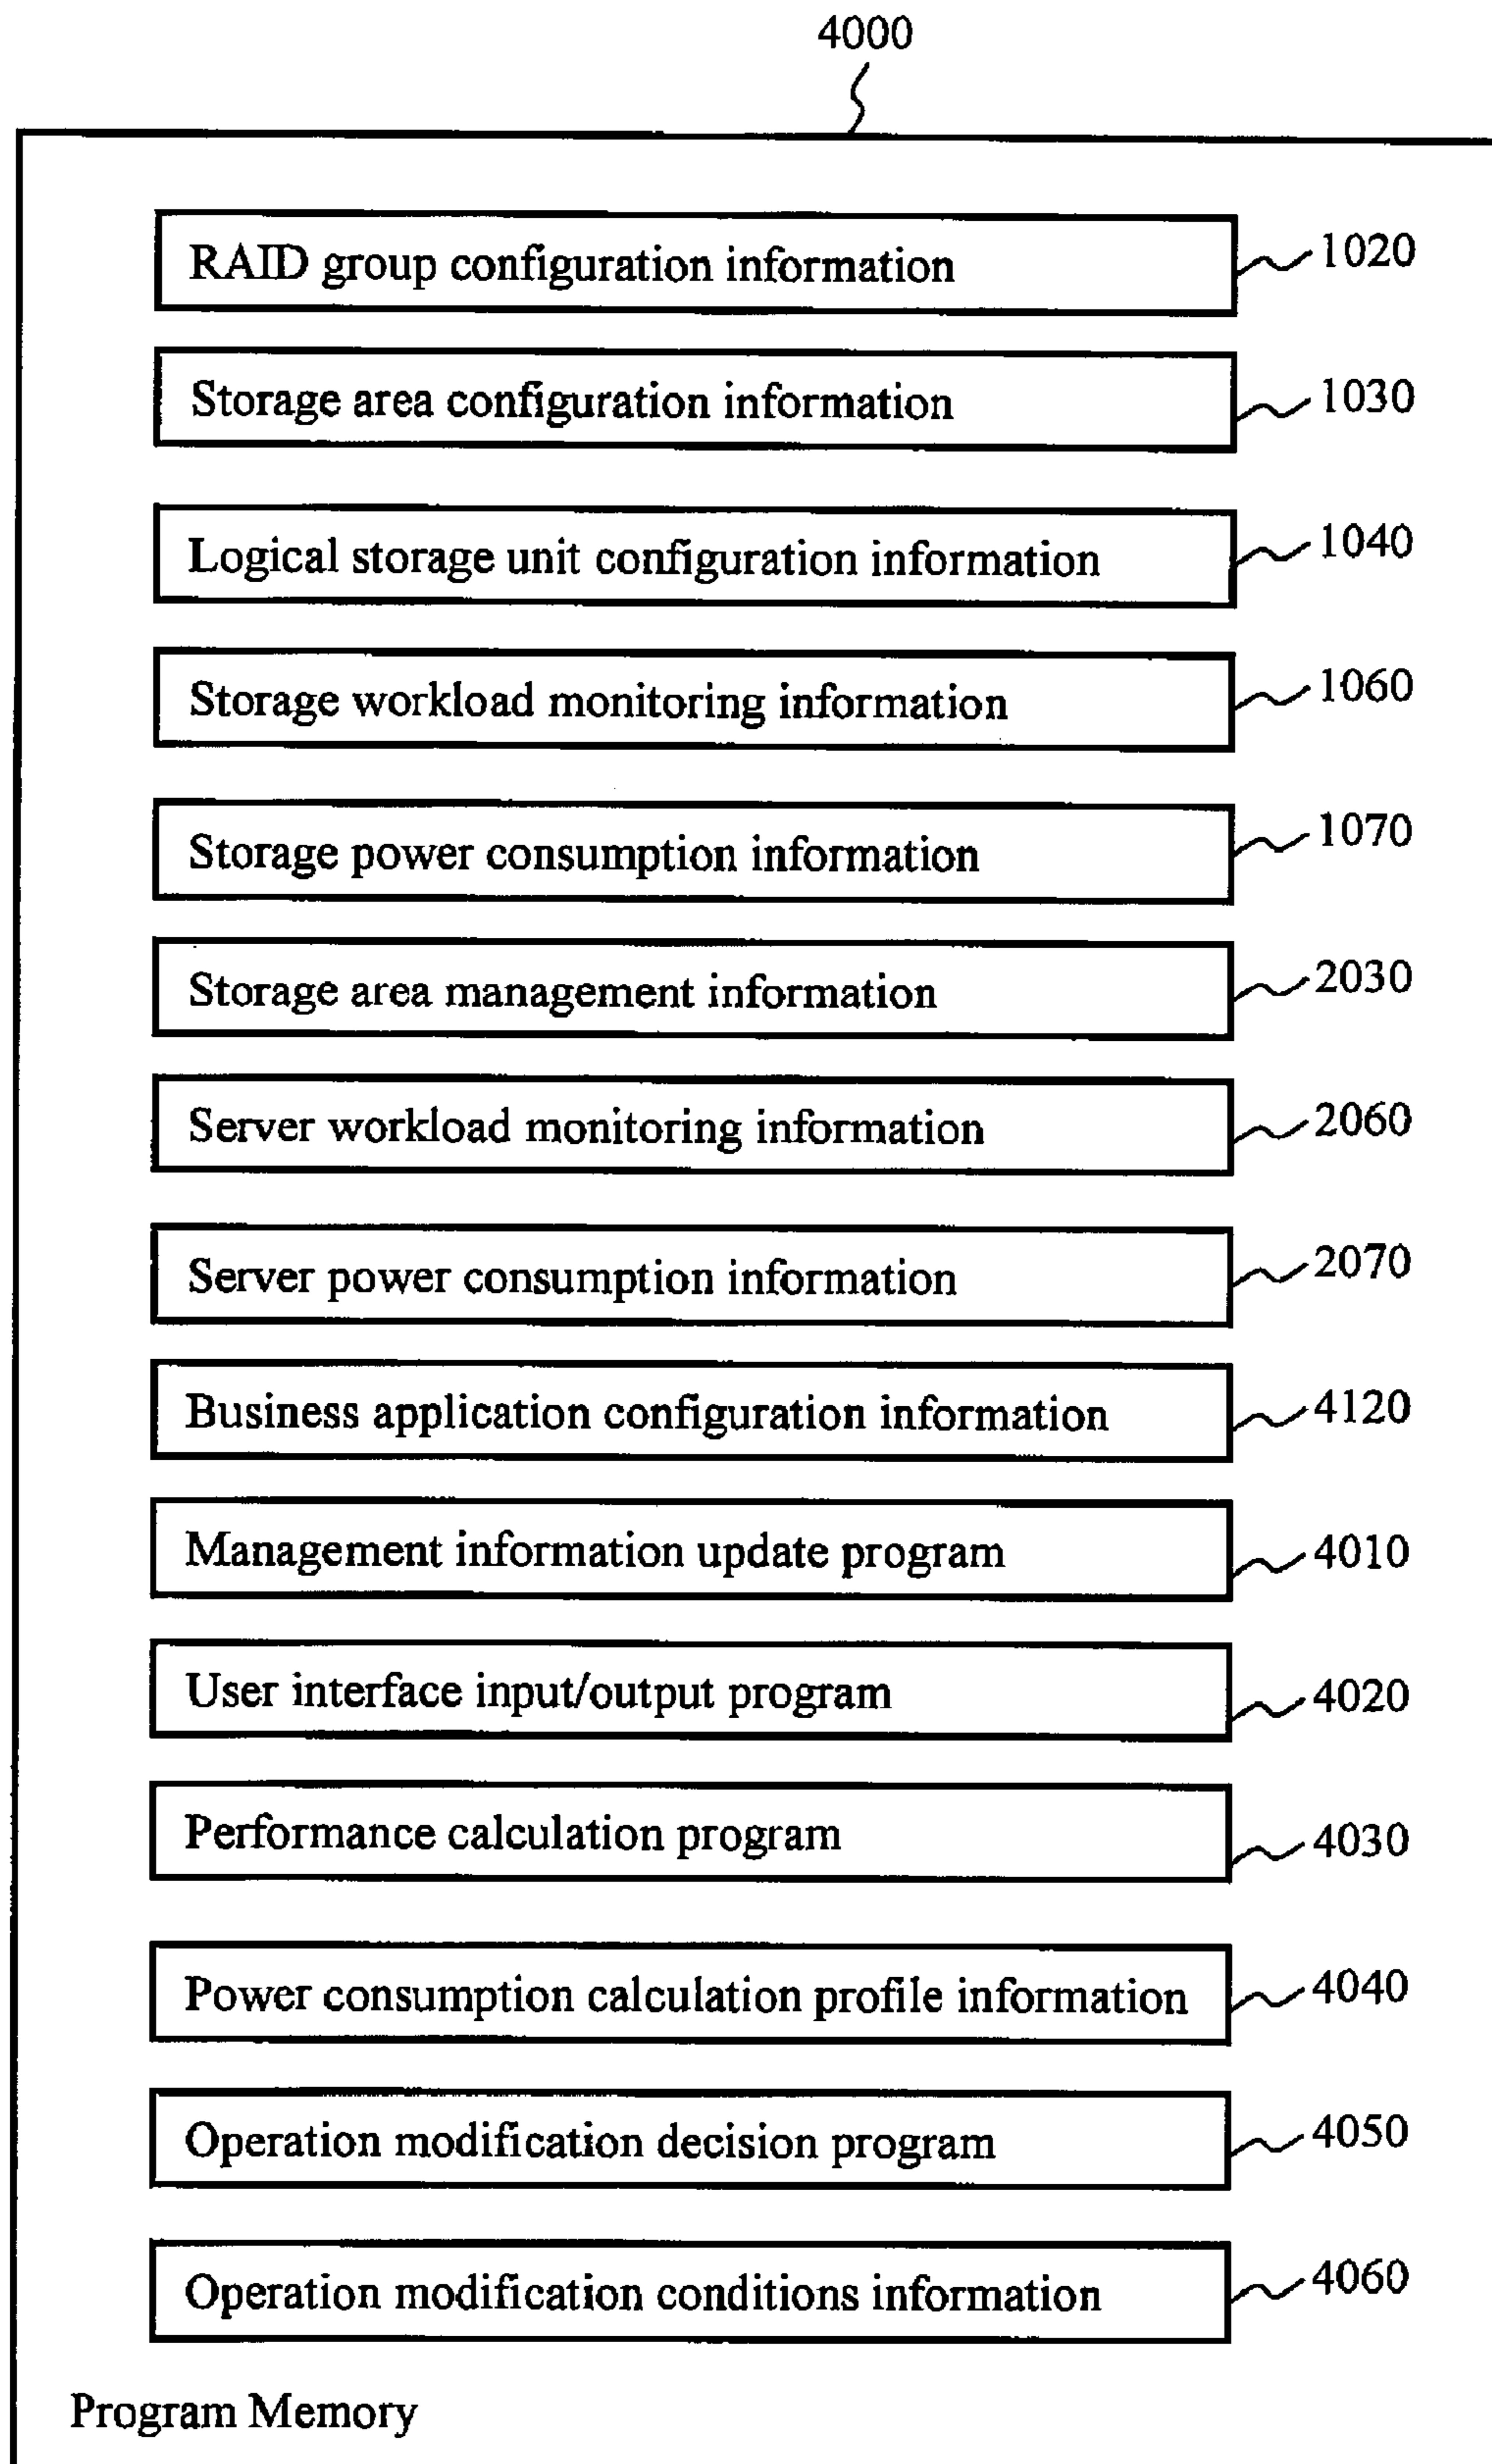 4000
RAID group configuration information 1020
Storage area configuration information 1030
Logical storage unit configuration information 1040
Storage workload monitoring information 1060
Storage power consumption information 1070
Storage area management information 2030
Server workload monitoring information 2060
Server power consumption information 2070
Business application configuration information 4120
Management information update program 4010
User interface input/output program 4020
Performance calculation program 4030
Power consumption calculation profile information 4040
Operation modification decision program 4050
Operation modification conditions information 4060
Program Memory